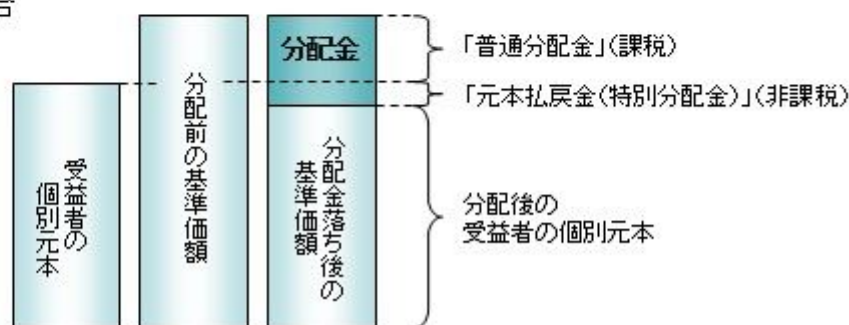 分配金
「普通分配金」(課税)
「元本払戻金(特別分配金)」(非課税)
受益者の
個別元本
分配前の基準価額
分配金落ち後の
基準価額
分配後の
受益者の個別元本